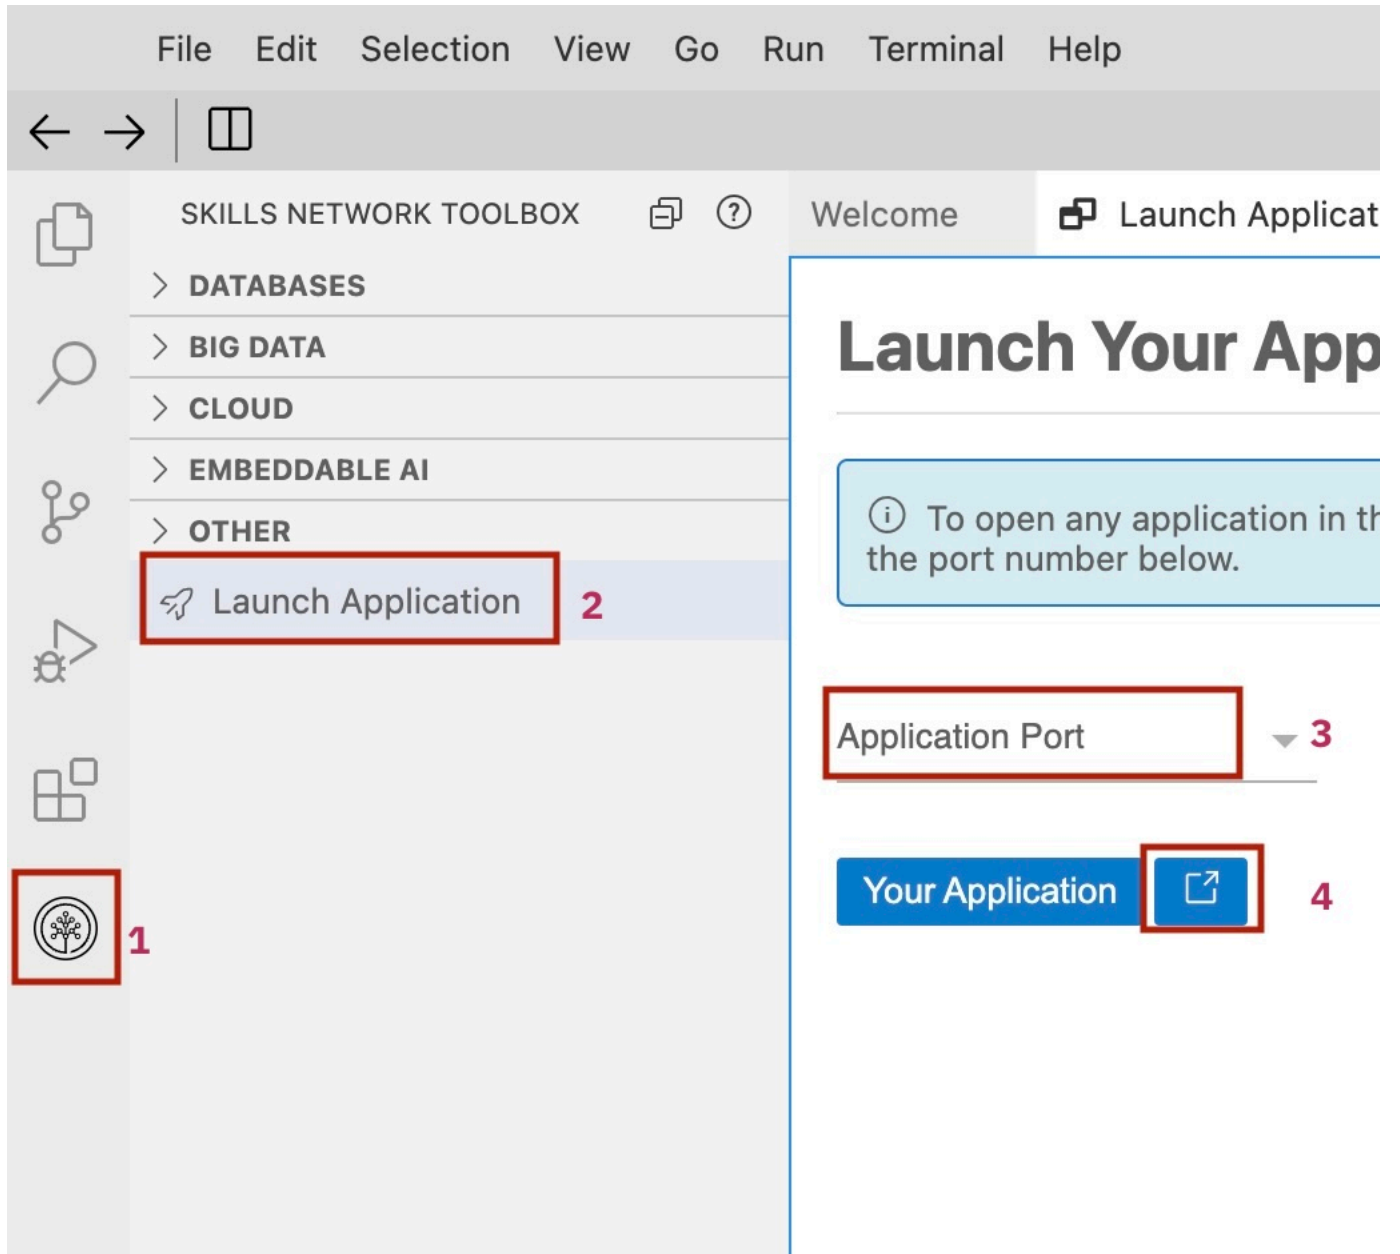 File Edit Selection View Go Run Terminal Help
SKILLS NETWORK TOOLBOX
DATABASES
BIG DATA
CLOUD
EMBEDDABLE AI
OTHER
Launch Application 2
1
Welcome Launch Applicat
Launch Your App
To open any application in th
the port number below.
Application Port 3
Your Application 4